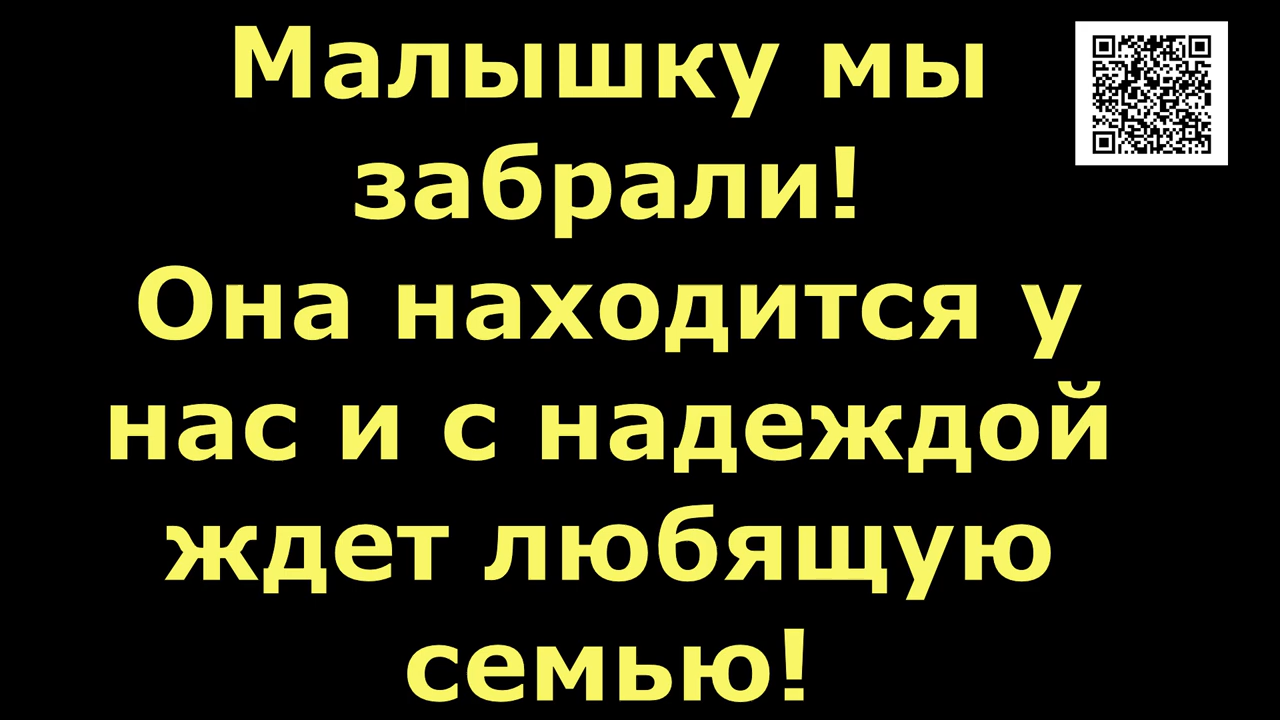 Малышку мы
забрали!
Она находится у
нас и с надеждой
ждет любящую
семью!